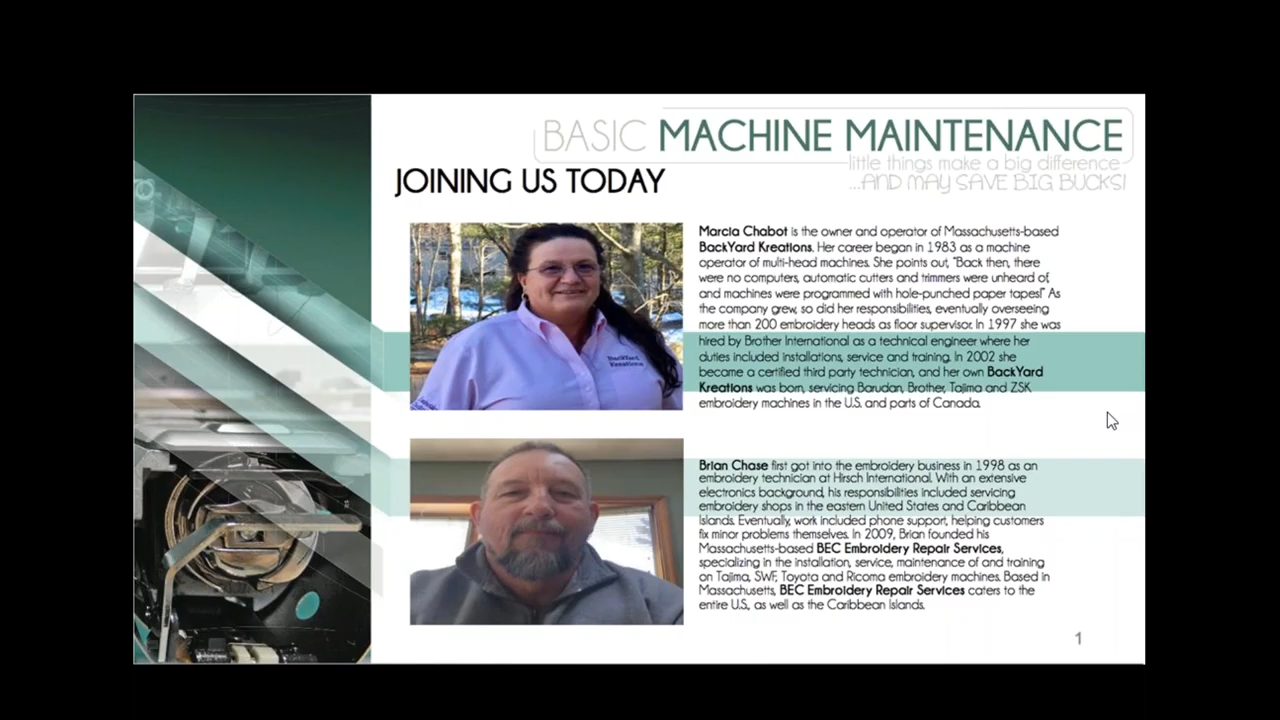 BASIC MACHINE MAINTENANCE
little things make a big difference
...AND MAY SAVE BIG BUCKS!
JOINING US TODAY
Marcia Chabot is the owner and operator of Massachusetts-based
BackYard Kreations. Her career began in 1983 as a machine
operator of multi-head machines. She points out, "Back then, there
were no computers, automatic cutters and trimmers were unheard of,
and machines were programmed with hole-punched paper tapes!" As
the company grew, so did her responsibilities, eventually overseeing
more than 200 embroidery heads as floor supervisor. In 1997 she was
hired by Brother International as a technical engineer where her
duties included installations, service and training. In 2002 she
became a certified third party technician, and her own BackYard
Kreations was born, servicing Barudan, Brother, Tajima and ZSK
embroidery machines in the U.S. and parts of Canada.
BackYard
Kreations
Brian Chase first got into the embroidery business in 1998 as an
embroidery technician at Hirsch International. With an extensive
electronics background, his responsibilities included servicing
embroidery shops in the eastern United States and Caribbean
Islands. Eventually, work included phone support, helping customers
fix minor problems themselves. In 2009, Brian founded his
Massachusetts-based BEC Embroidery Repair Services,
specializing in the installation, service, maintenance of and training
on Tajima, SWF, Toyota and Ricoma embroidery machines. Based in
Massachusetts, BEC Embroidery Repair Services caters to the
entire U.S., as well as the Caribbean Islands.
1